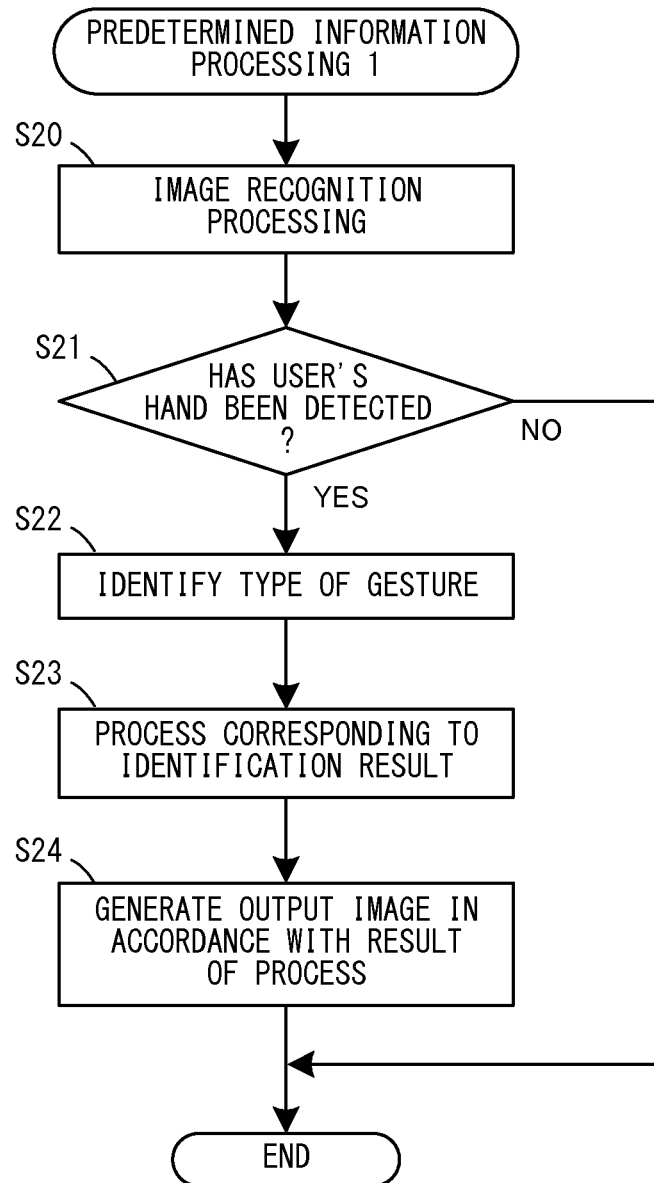 PREDETERMINED INFORMATION
PROCESSING 1
S20
IMAGE RECOGNITION
PROCESSING
S21
HAS USER'S
HAND BEEN DETECTED
?
NO
YES
S22
IDENTIFY TYPE OF GESTURE
S23
PROCESS CORRESPONDING TO
IDENTIFICATION RESULT
S24
GENERATE OUTPUT IMAGE IN
ACCORDANCE WITH RESULT
OF PROCESS
END